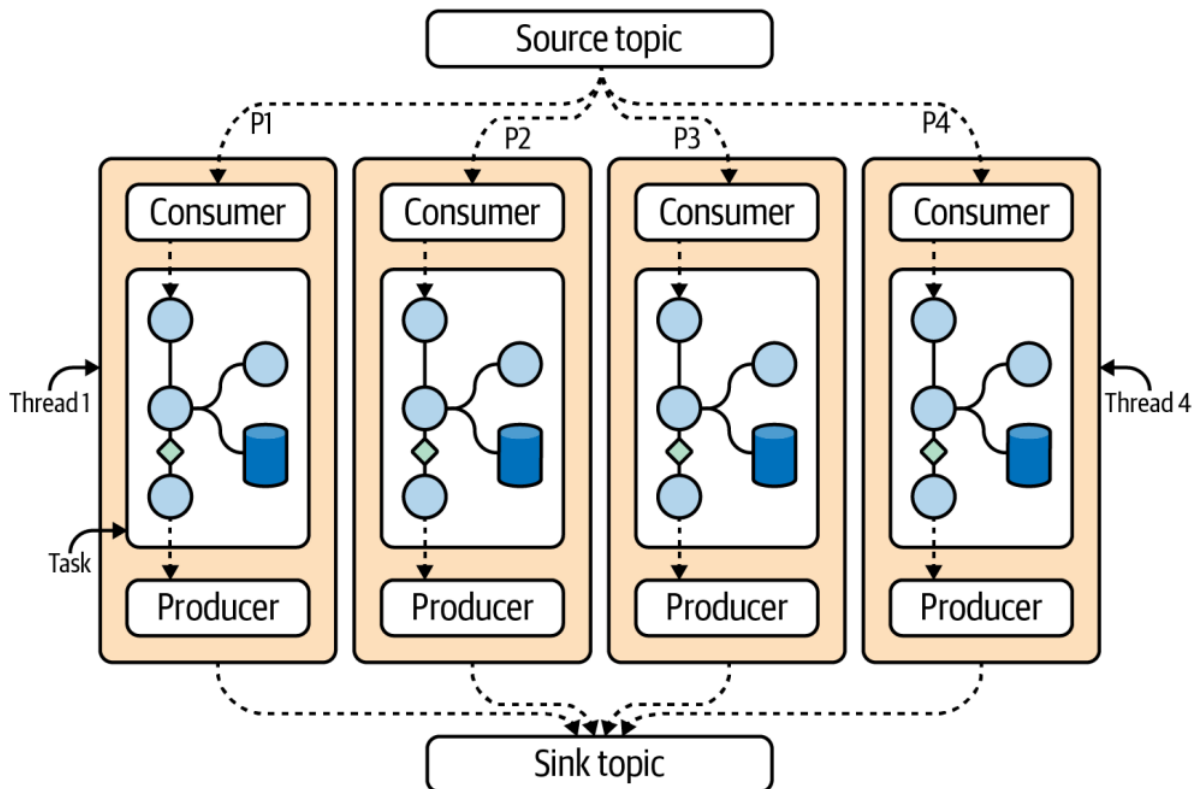 Source topic
P1
P2
P3
P4
Consumer
Consumer
Consumer
Consumer
Thread 1
Thread 4
Task
Producer
Producer
Producer
Producer
Sink topic